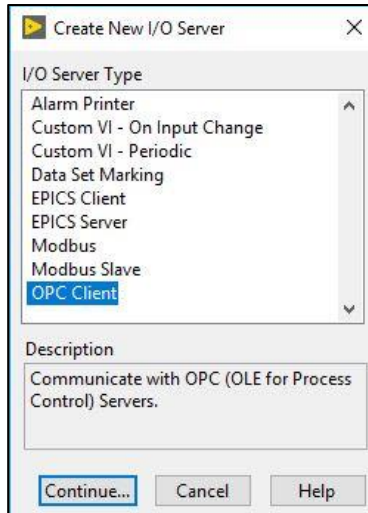 Create New I/O Server
I/O Server Type
Alarm Printer
Custom VI - On Input Change
Custom VI - Periodic
Data Set Marking
EPICS Client
EPICS Server
Modbus
Modbus Slave
OPC Client
Description
Communicate with OPC (OLE for Process
Control) Servers.
Continue... Cancel Help